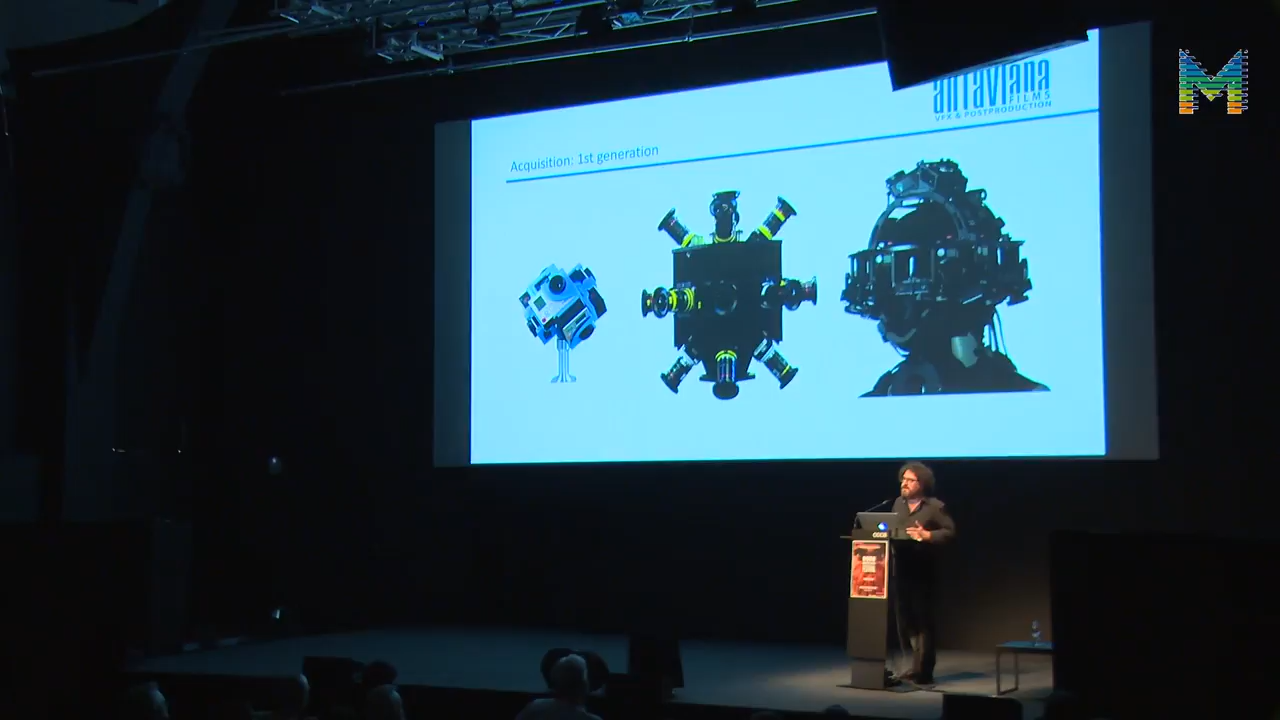 antaviana
FILMS
VFX & POSTPRODUCTION
Acquisition: 1st generation